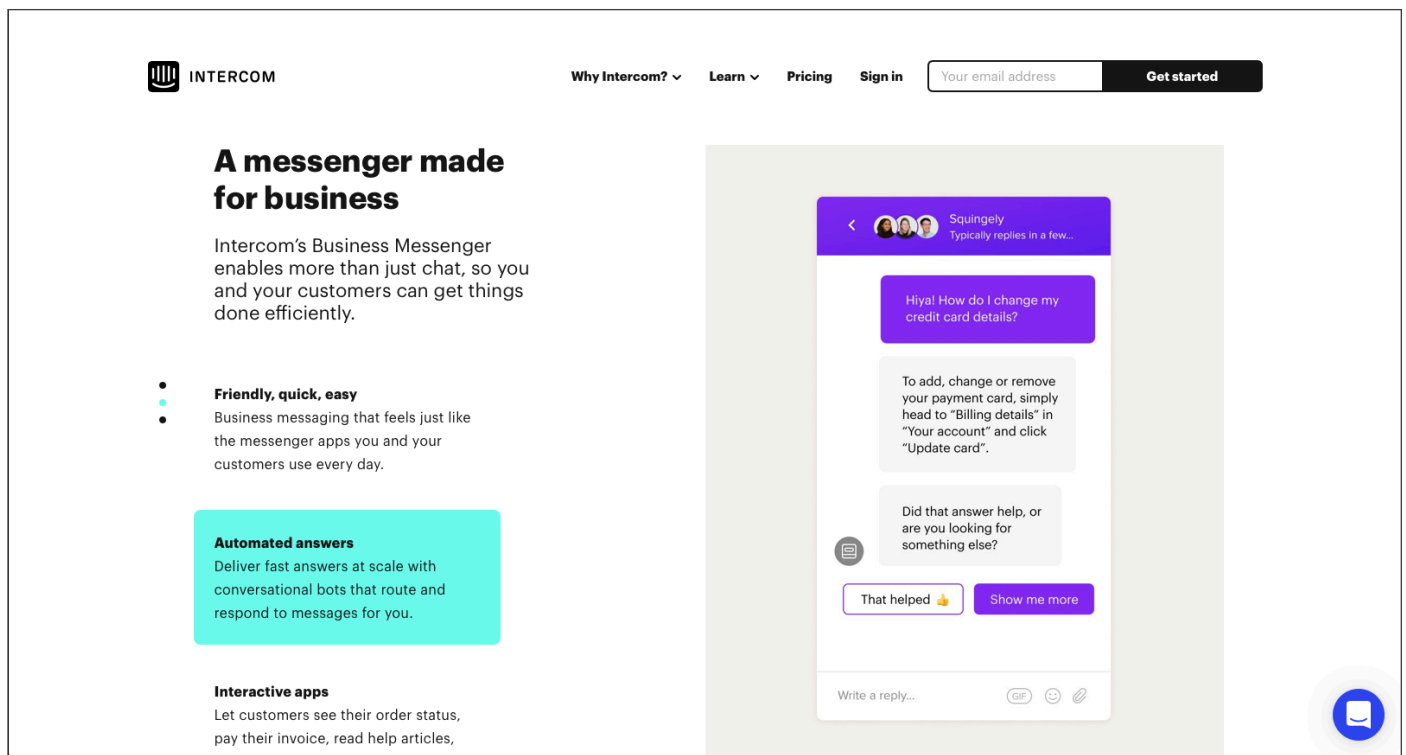 INTERCOM
Why Intercom?
Learn
Pricing
Sign in
Your email address
Get started
A messenger made
for business
Intercom’s Business Messenger
enables more than just chat, so you
and your customers can get things
done efficiently.
Friendly, quick, easy
Business messaging that feels just like
the messenger apps you and your
customers use every day.
Automated answers
Deliver fast answers at scale with
conversational bots that route and
respond to messages for you.
Interactive apps
Let customers see their order status,
pay their invoice, read help articles,
Squingely
Typically replies in a few...
Hiya! How do I change my
credit card details?
To add, change or remove
your payment card, simply
head to “Billing details” in
“Your account” and click
“Update card”.
Did that answer help, or
are you looking for
something else?
That helped 👍
Show me more
Write a reply...
GIF